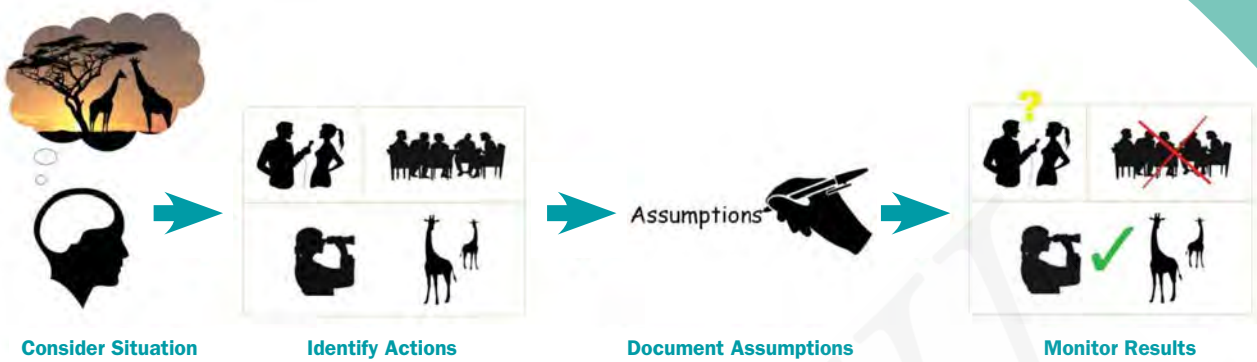 ?
Assumptions
Consider Situation
Identify Actions
Document Assumptions
Monitor Results